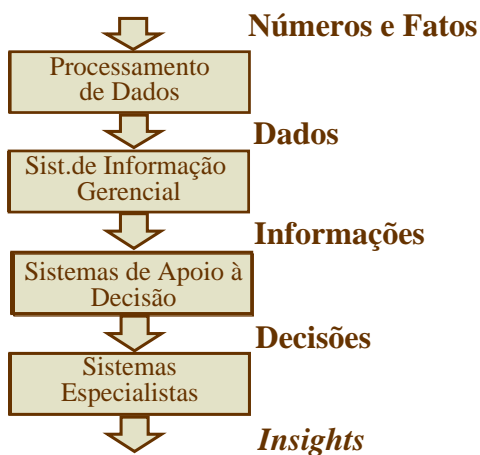 Números e Fatos
Processamento
de Dados
Dados
Sist.de Informação
Gerencial
Informações
Sistemas de Apoio à
Decisão
Decisões
Sistemas
Especialistas
Insights